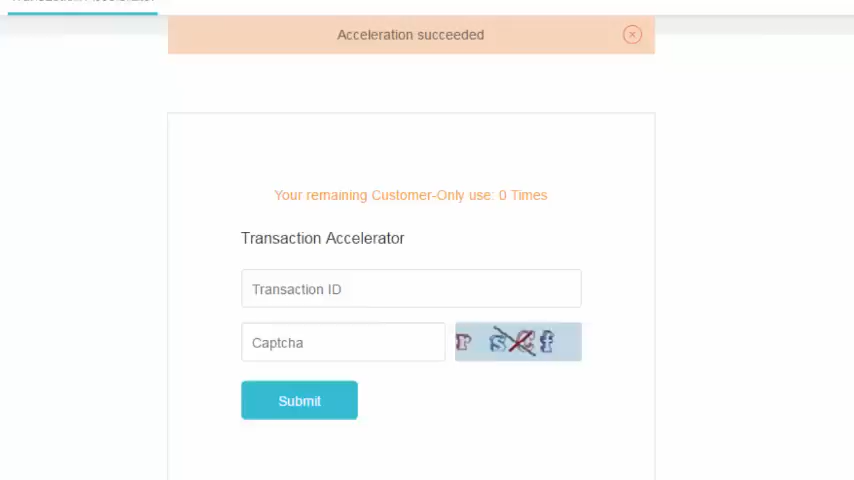 Acceleration succeeded
Your remaining Customer-Only use: 0 Times
Transaction Accelerator
Transaction ID
Captcha
Submit